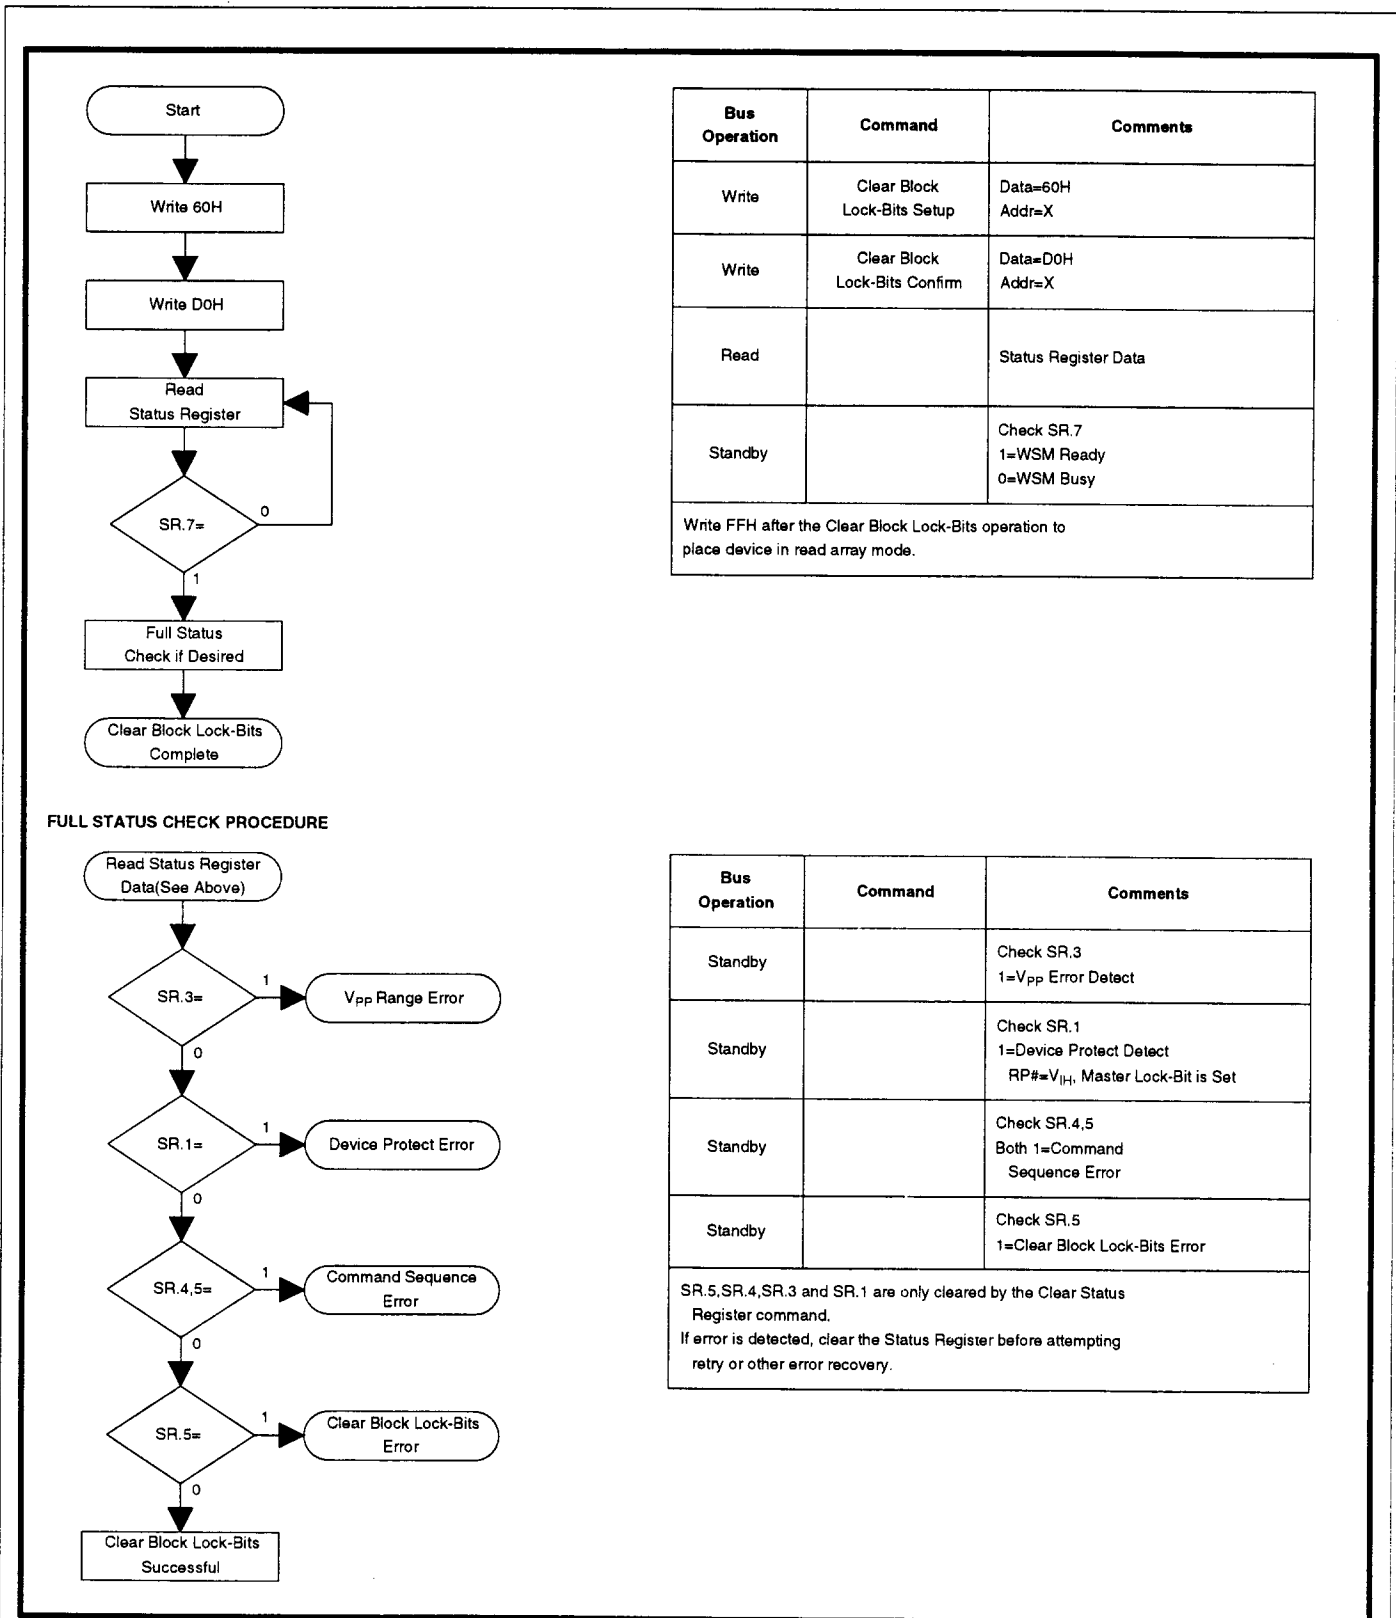 Start
Write 60H
Write D0H
Read
Status Register
SR.7=
0
1
Full Status
Check if Desired
Clear Block Lock-Bits
Complete
Bus
Operation
Command
Comments
Write
Clear Block
Lock-Bits Setup
Data=60H
Addr=X
Write
Clear Block
Lock-Bits Confirm
Data=D0H
Addr=X
Read
Status Register Data
Standby
Check SR.7
1=WSM Ready
0=WSM Busy
Write FFH after the Clear Block Lock-Bits operation to
place device in read array mode.
FULL STATUS CHECK PROCEDURE
Read Status Register
Data(See Above)
SR.3=
1
VPP Range Error
0
SR.1=
1
Device Protect Error
0
SR.4,5=
1
Command Sequence
Error
0
SR.5=
1
Clear Block Lock-Bits
Error
0
Clear Block Lock-Bits
Successful
Bus
Operation
Command
Comments
Standby
Check SR.3
1=VPP Error Detect
Standby
Check SR.1
1=Device Protect Detect
RP#=VIH, Master Lock-Bit is Set
Standby
Check SR.4,5
Both 1=Command
Sequence Error
Standby
Check SR.5
1=Clear Block Lock-Bits Error
SR.5,SR.4,SR.3 and SR.1 are only cleared by the Clear Status
Register command.
If error is detected, clear the Status Register before attempting
retry or other error recovery.